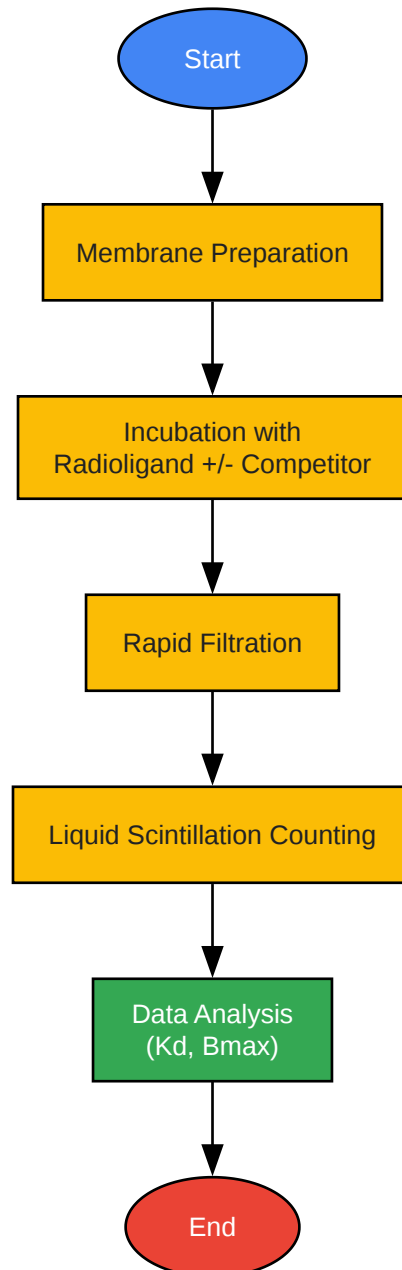 Start
Membrane Preparation
Incubation with
Radioligand +/- Competitor
Rapid Filtration
Liquid Scintillation Counting
Data Analysis
(Kd, Bmax)
End